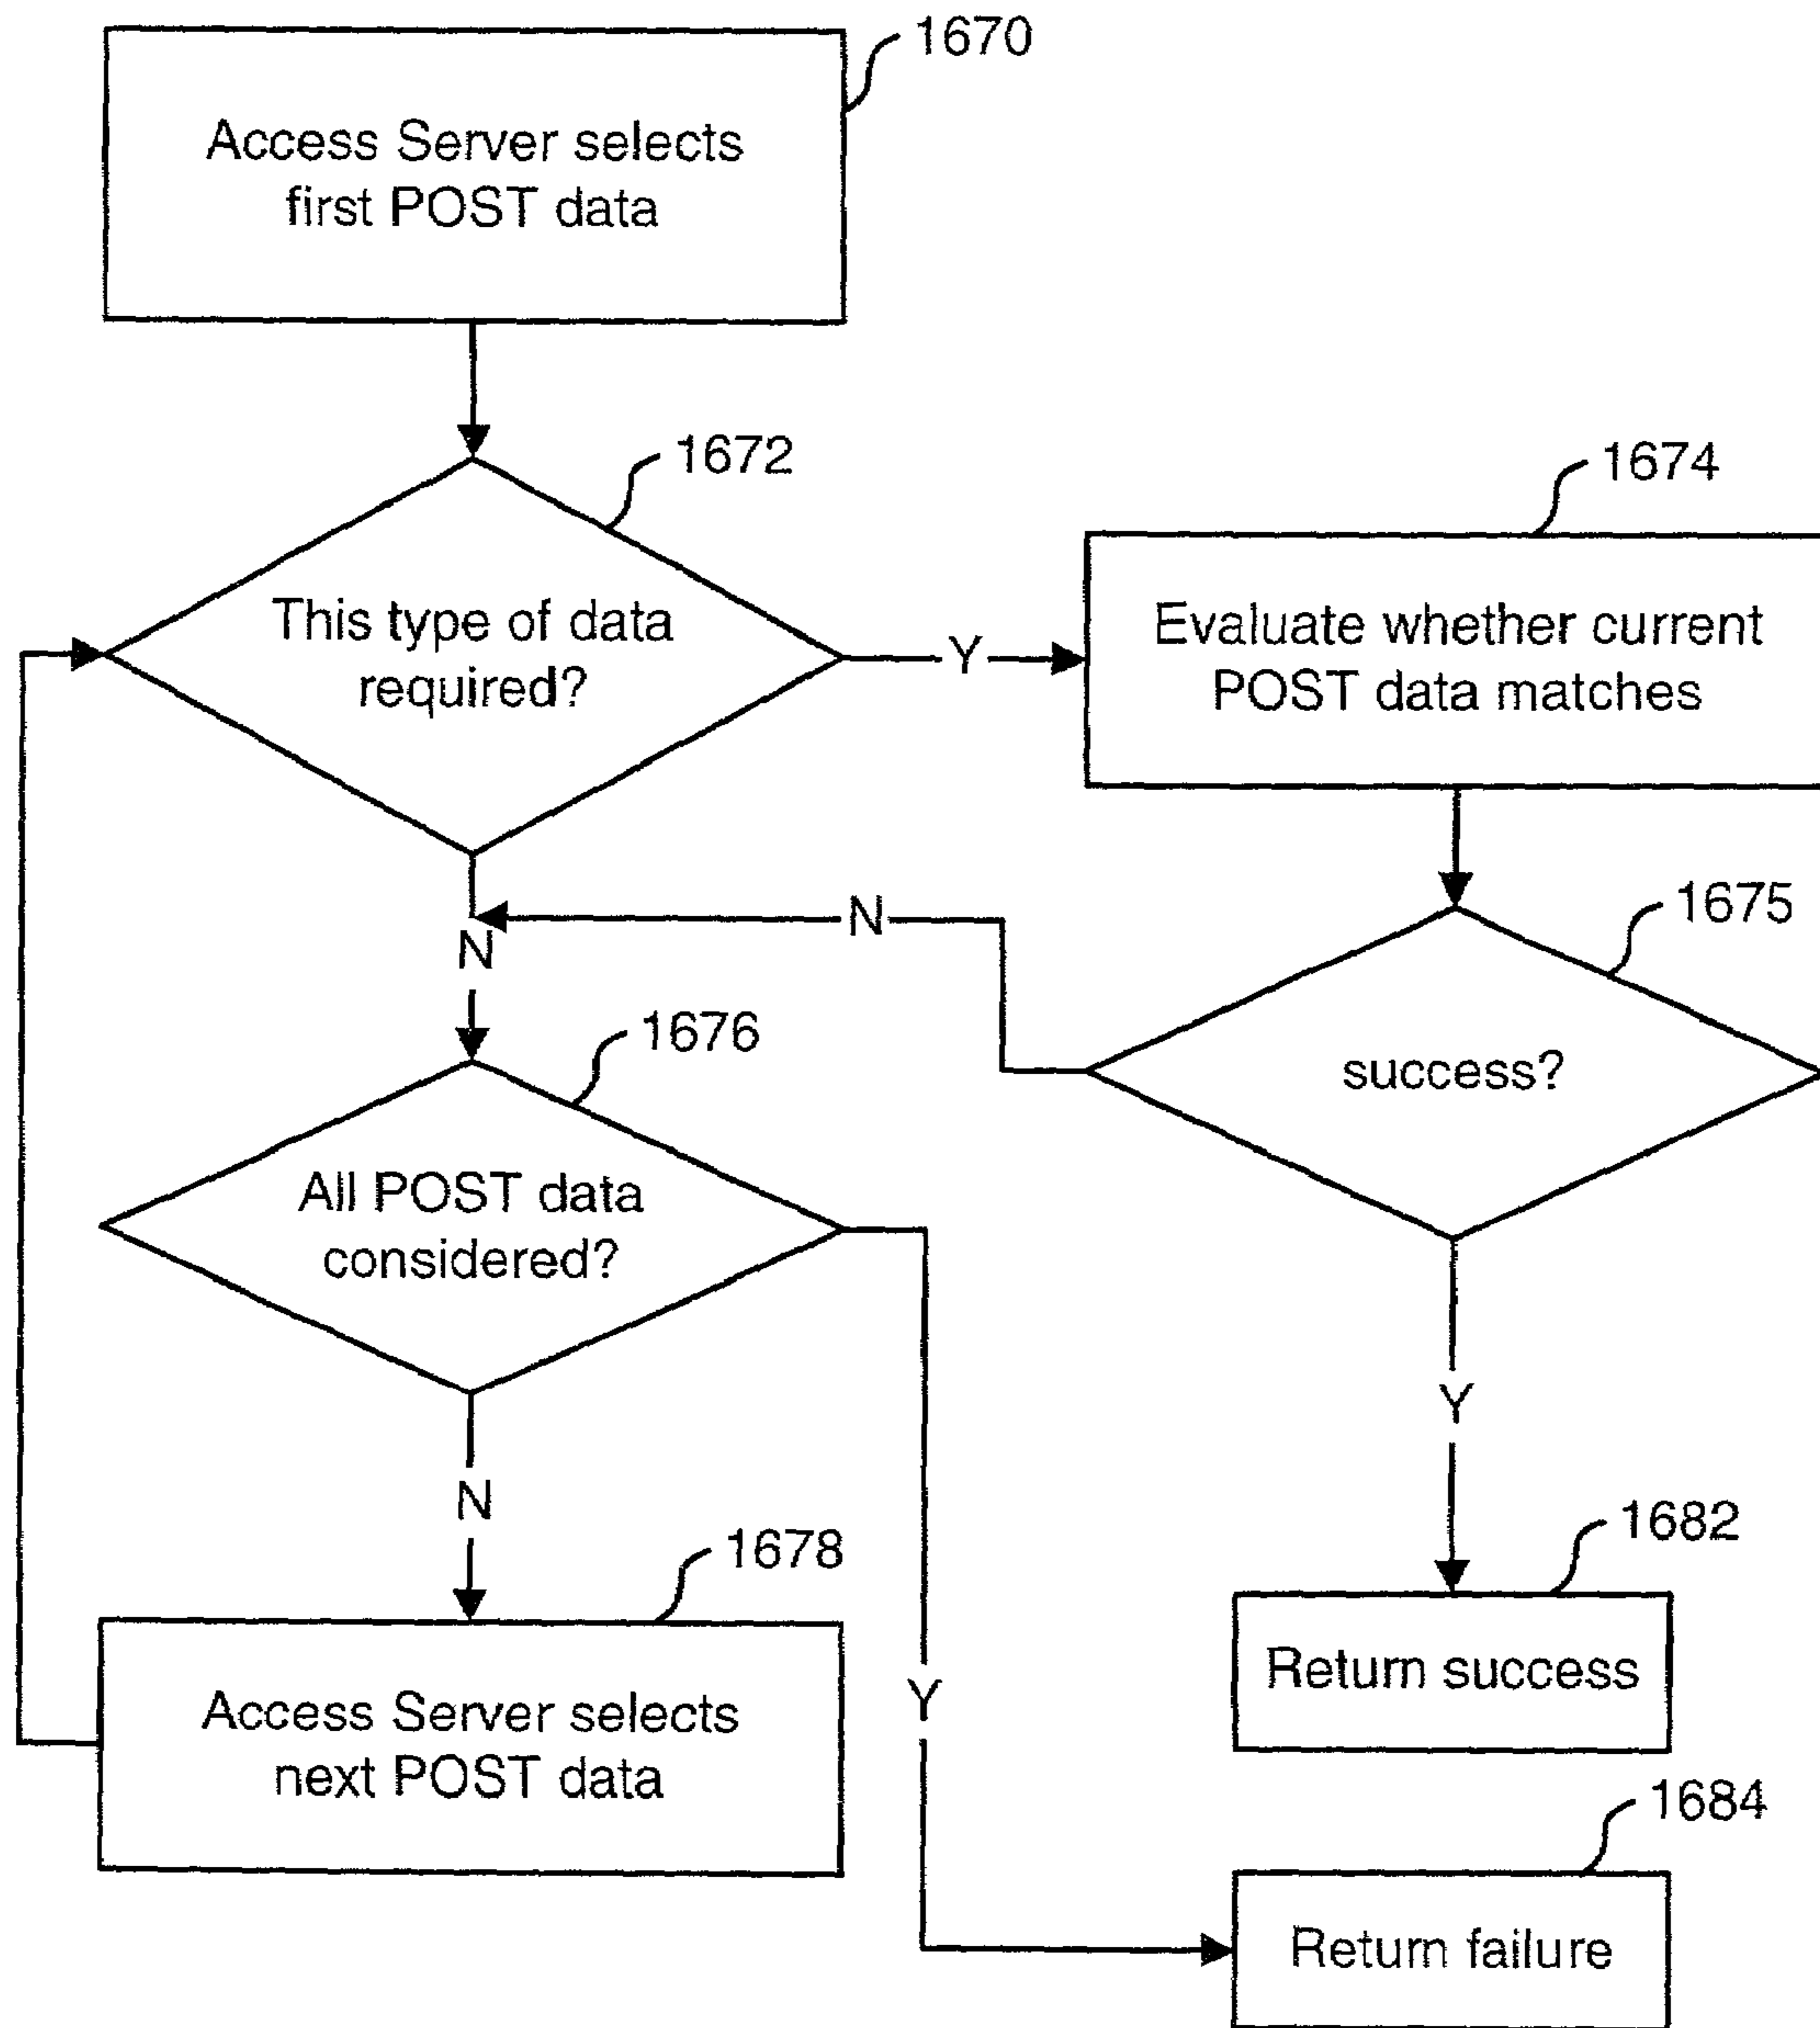 1670
Access Server selects
first POST data
1672
This type of data
required?
Y
1674
Evaluate whether current
POST data matches
N
N
1675
success?
1676
All POST data
considered?
Y
N
1682
Return success
1678
Access Server selects
next POST data
Y
1684
Return failure